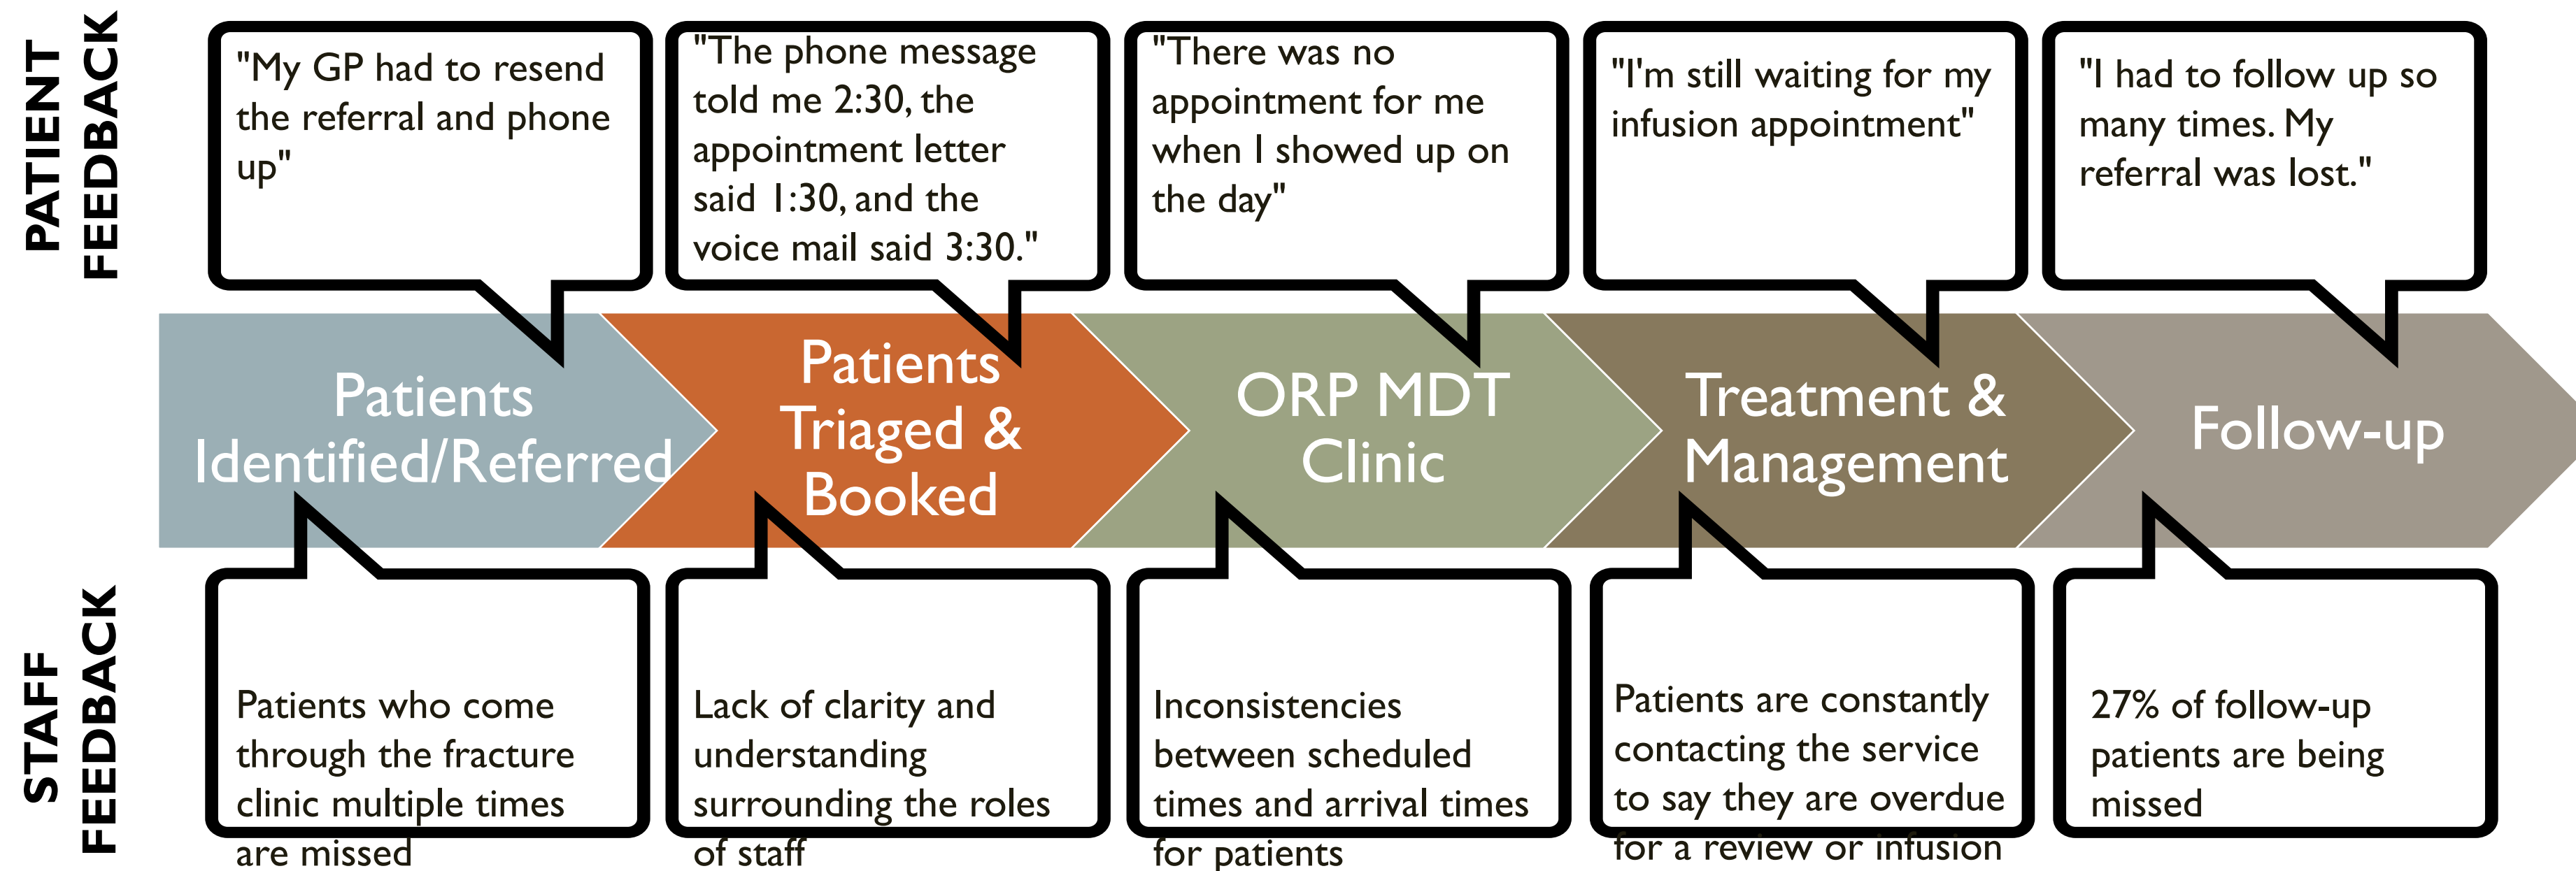 PATIENT
FEEDBACK
"My GP had to resend
the referral and phone
up"
"The phone message
told me 2:30, the
appointment letter
said 1:30, and the
voice mail said 3:30."
"There was no
appointment for me
when I showed up on
the day"
"I'm still waiting for my
infusion appointment"
"I had to follow up so
many times. My
referral was lost."
Patients
Identified/Referred
Patients
Triaged &
Booked
ORP MDT
Clinic
Treatment &
Management
Follow-up
STAFF
FEEDBACK
Patients who come
through the fracture
clinic multiple times
are missed
Lack of clarity and
understanding
surrounding the roles
of staff
Inconsistencies
between scheduled
times and arrival times
for patients
Patients are constantly
contacting the service
to say they are overdue
for a review or infusion
27% of follow-up
patients are being
missed